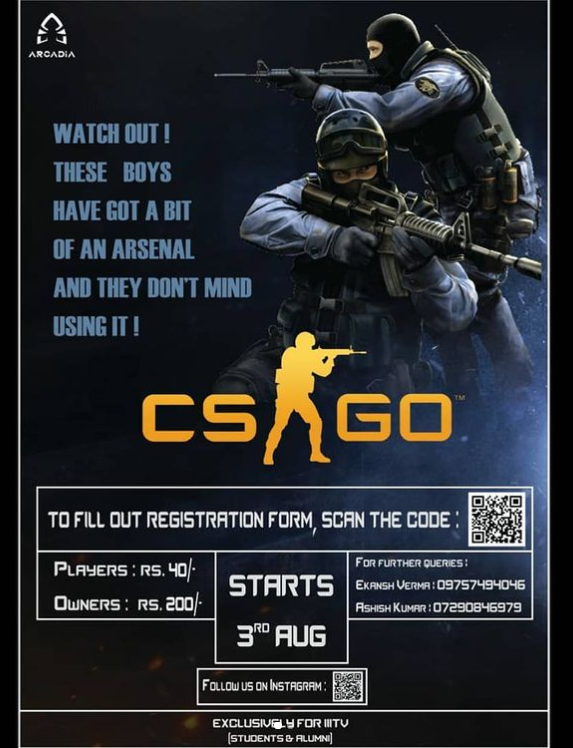 ARCADIA
WATCH OUT !
THESE BOYS
HAVE GOT A BIT
OF AN ARSENAL
AND THEY DON'T MIND
USING IT !
CS GO™
TO FILL OUT REGISTRATION FORM, SCAN THE CODE :
PLAYERS : RS. 40/-
OWNERS : RS. 200/-
STARTS
3RD AUG
FOR FURTHER QUERIES :
EKANSH VERMA : 09757494046
ASHISH KUMAR : 07290846979
FOLLOW US ON INSTAGRAM :
EXCLUSIVELY FOR IIITV
(STUDENTS & ALUMNI)